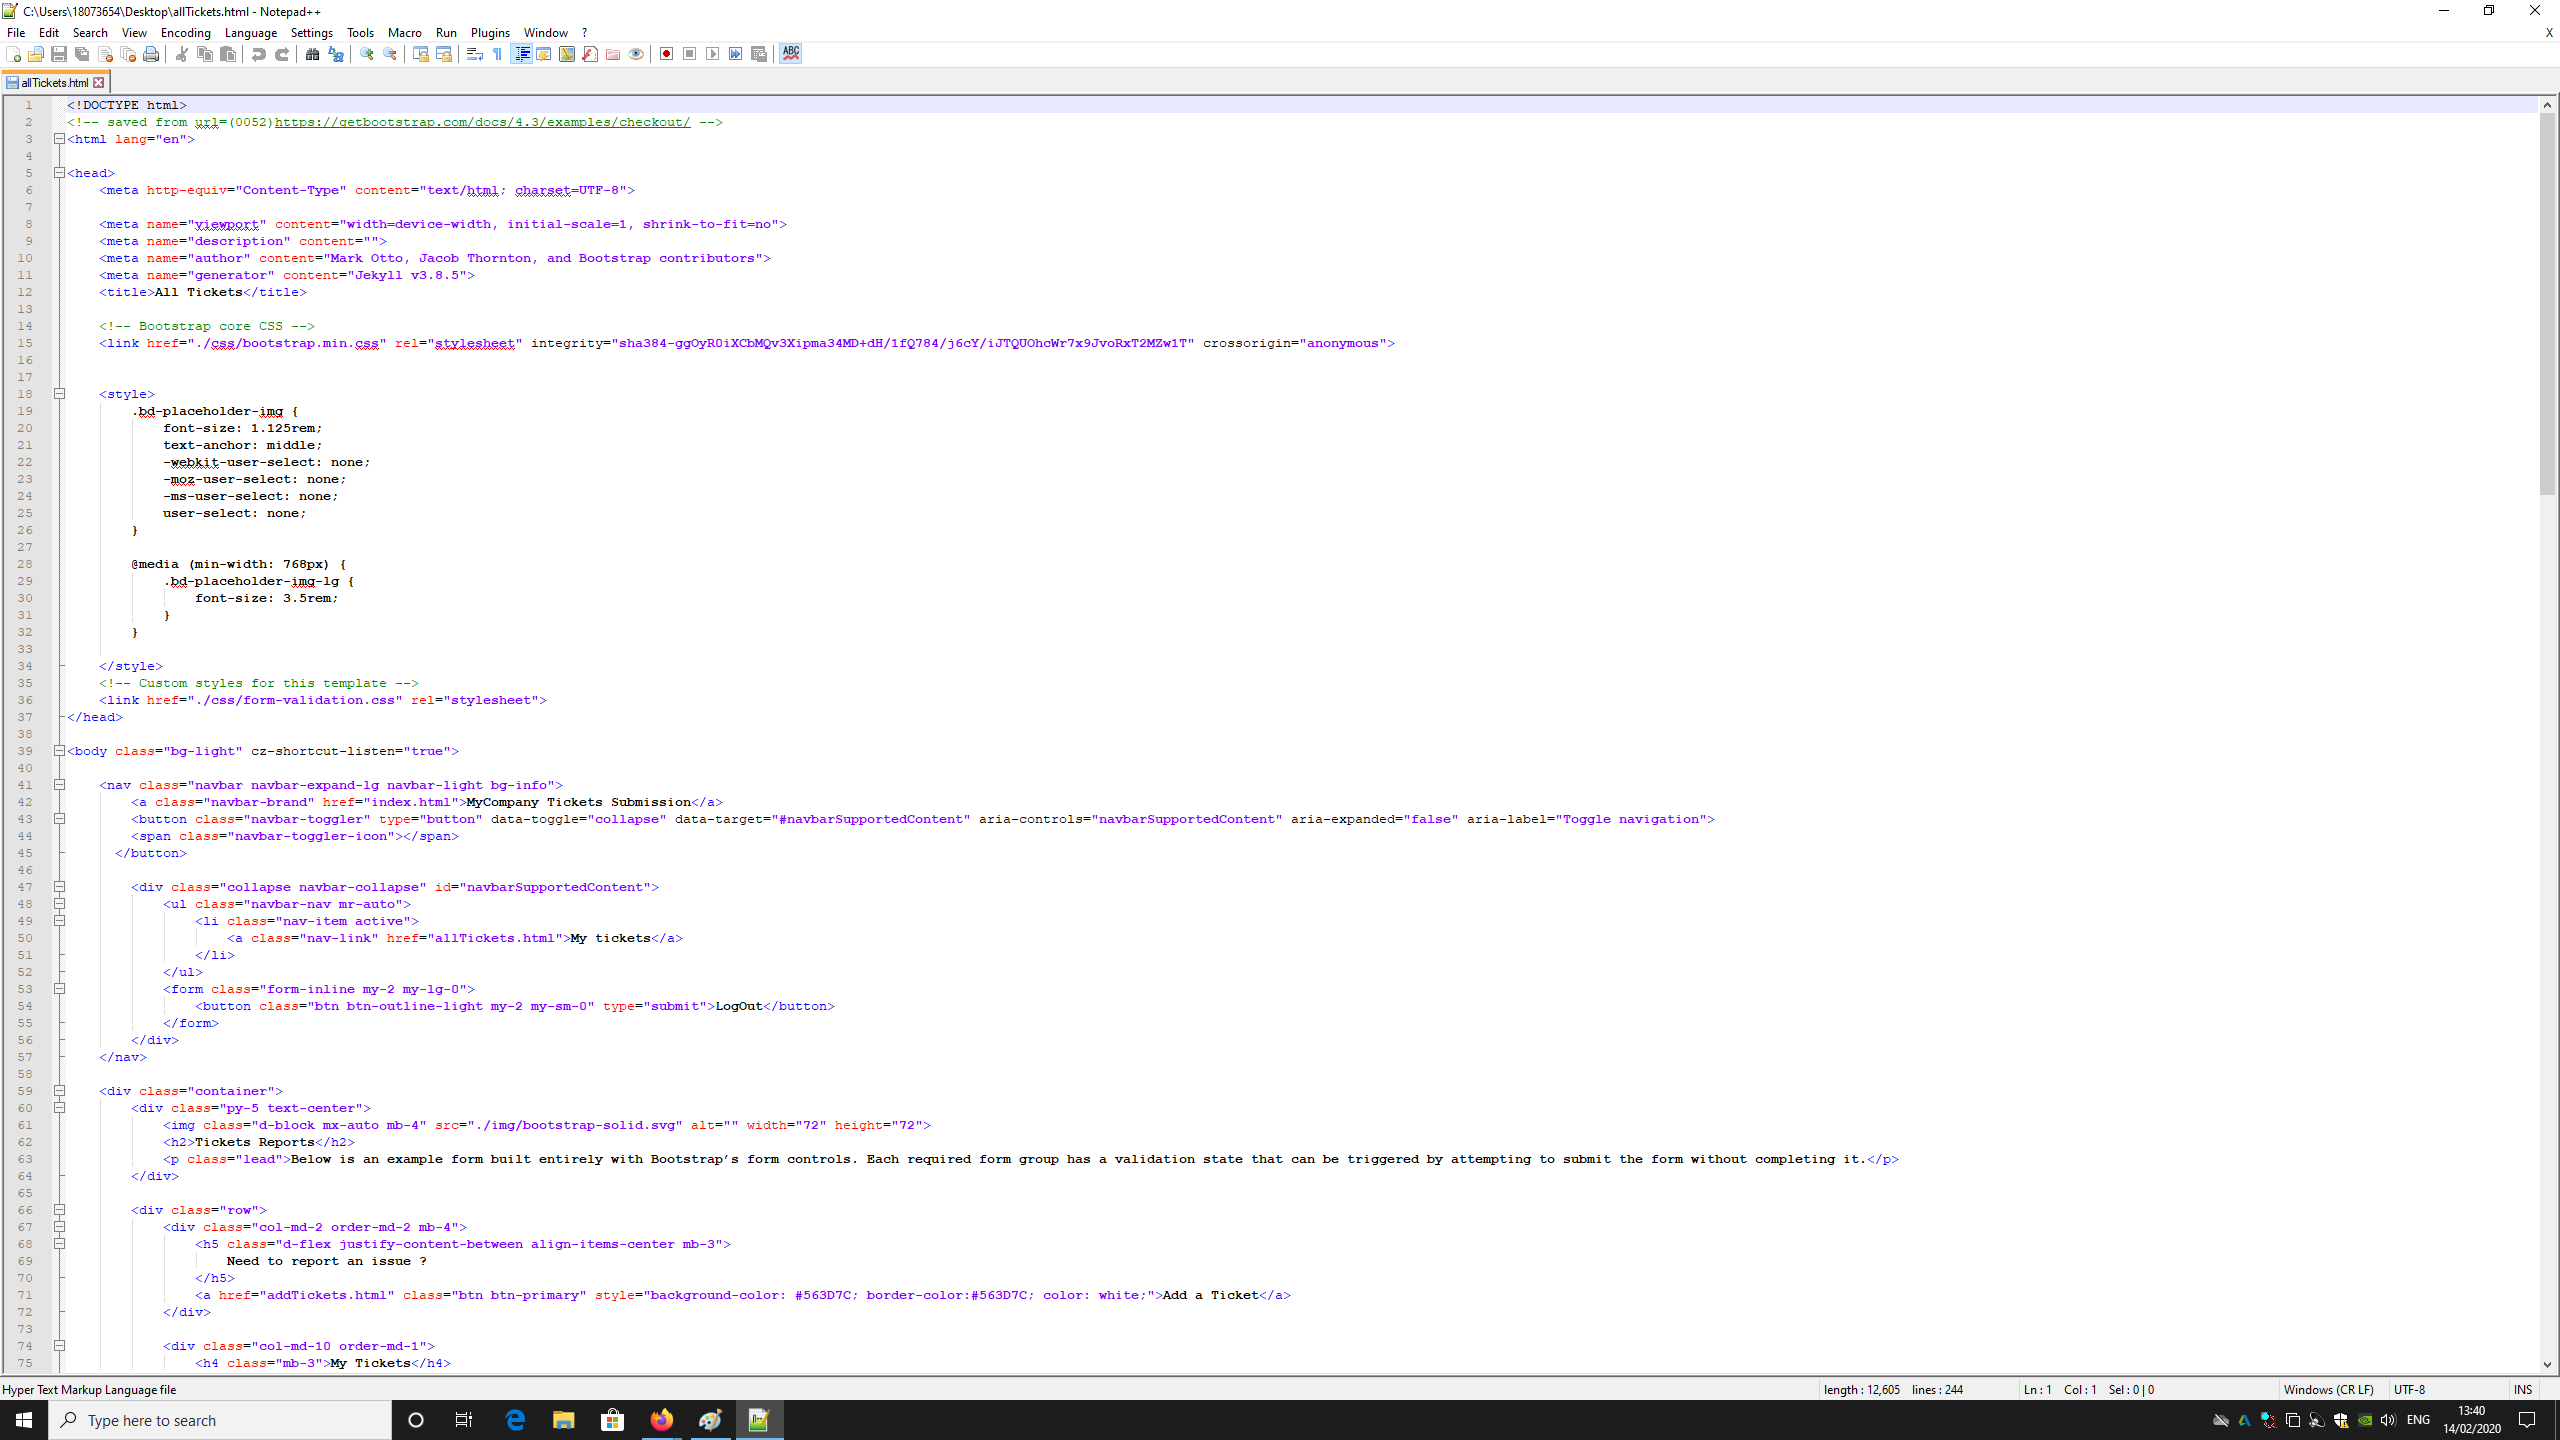 C:\Users\18073654\Desktop\allTickets.html - Notepad++
File Edit Search View Encoding Language Settings Tools Macro Run Plugins Window ? X
ABC
allTickets.html
1 <!DOCTYPE html>
2 <!-- saved from url=(0052)https://getbootstrap.com/docs/4.3/examples/checkout/ -->
3 <html lang="en">
4
5 <head>
6 <meta http-equiv="Content-Type" content="text/html; charset=UTF-8">
7
8 <meta name="viewport" content="width=device-width, initial-scale=1, shrink-to-fit=no">
9 <meta name="description" content="">
10 <meta name="author" content="Mark Otto, Jacob Thornton, and Bootstrap contributors">
11 <meta name="generator" content="Jekyll v3.8.5">
12 <title>All Tickets</title>
13
14 <!-- Bootstrap core CSS -->
15 <link href="./css/bootstrap.min.css" rel="stylesheet" integrity="sha384-ggOyR0iXCbMQv3Xipma34MD+dH/1fQ784/j6cY/iJTQUOhcWr7x9JvoRxT2MZw1T" crossorigin="anonymous">
16
17
18 <style>
19 .bd-placeholder-img {
20 font-size: 1.125rem;
21 text-anchor: middle;
22 -webkit-user-select: none;
23 -moz-user-select: none;
24 -ms-user-select: none;
25 user-select: none;
26 }
27
28 @media (min-width: 768px) {
29 .bd-placeholder-img-lg {
30 font-size: 3.5rem;
31 }
32 }
33
34 </style>
35 <!-- Custom styles for this template -->
36 <link href="./css/form-validation.css" rel="stylesheet">
37 </head>
38
39 <body class="bg-light" cz-shortcut-listen="true">
40
41 <nav class="navbar navbar-expand-lg navbar-light bg-info">
42 <a class="navbar-brand" href="index.html">MyCompany Tickets Submission</a>
43 <button class="navbar-toggler" type="button" data-toggle="collapse" data-target="#navbarSupportedContent" aria-controls="navbarSupportedContent" aria-expanded="false" aria-label="Toggle navigation">
44 <span class="navbar-toggler-icon"></span>
45 </button>
46
47 <div class="collapse navbar-collapse" id="navbarSupportedContent">
48 <ul class="navbar-nav mr-auto">
49 <li class="nav-item active">
50 <a class="nav-link" href="allTickets.html">My tickets</a>
51 </li>
52 </ul>
53 <form class="form-inline my-2 my-lg-0">
54 <button class="btn btn-outline-light my-2 my-sm-0" type="submit">LogOut</button>
55 </form>
56 </div>
57 </nav>
58
59 <div class="container">
60 <div class="py-5 text-center">
61 <img class="d-block mx-auto mb-4" src="./img/bootstrap-solid.svg" alt="" width="72" height="72">
62 <h2>Tickets Reports</h2>
63 <p class="lead">Below is an example form built entirely with Bootstrap’s form controls. Each required form group has a validation state that can be triggered by attempting to submit the form without completing it.</p>
64 </div>
65
66 <div class="row">
67 <div class="col-md-2 order-md-2 mb-4">
68 <h5 class="d-flex justify-content-between align-items-center mb-3">
69 Need to report an issue ?
70 </h5>
71 <a href="addTickets.html" class="btn btn-primary" style="background-color: #563D7C; border-color:#563D7C; color: white;">Add a Ticket</a>
72 </div>
73
74 <div class="col-md-10 order-md-1">
75 <h4 class="mb-3">My Tickets</h4>
Hyper Text Markup Language file length : 12,605 lines : 244 Ln : 1 Col : 1 Sel : 0 | 0 Windows (CR LF) UTF-8 INS
Type here to search
ENG
13:40
14/02/2020